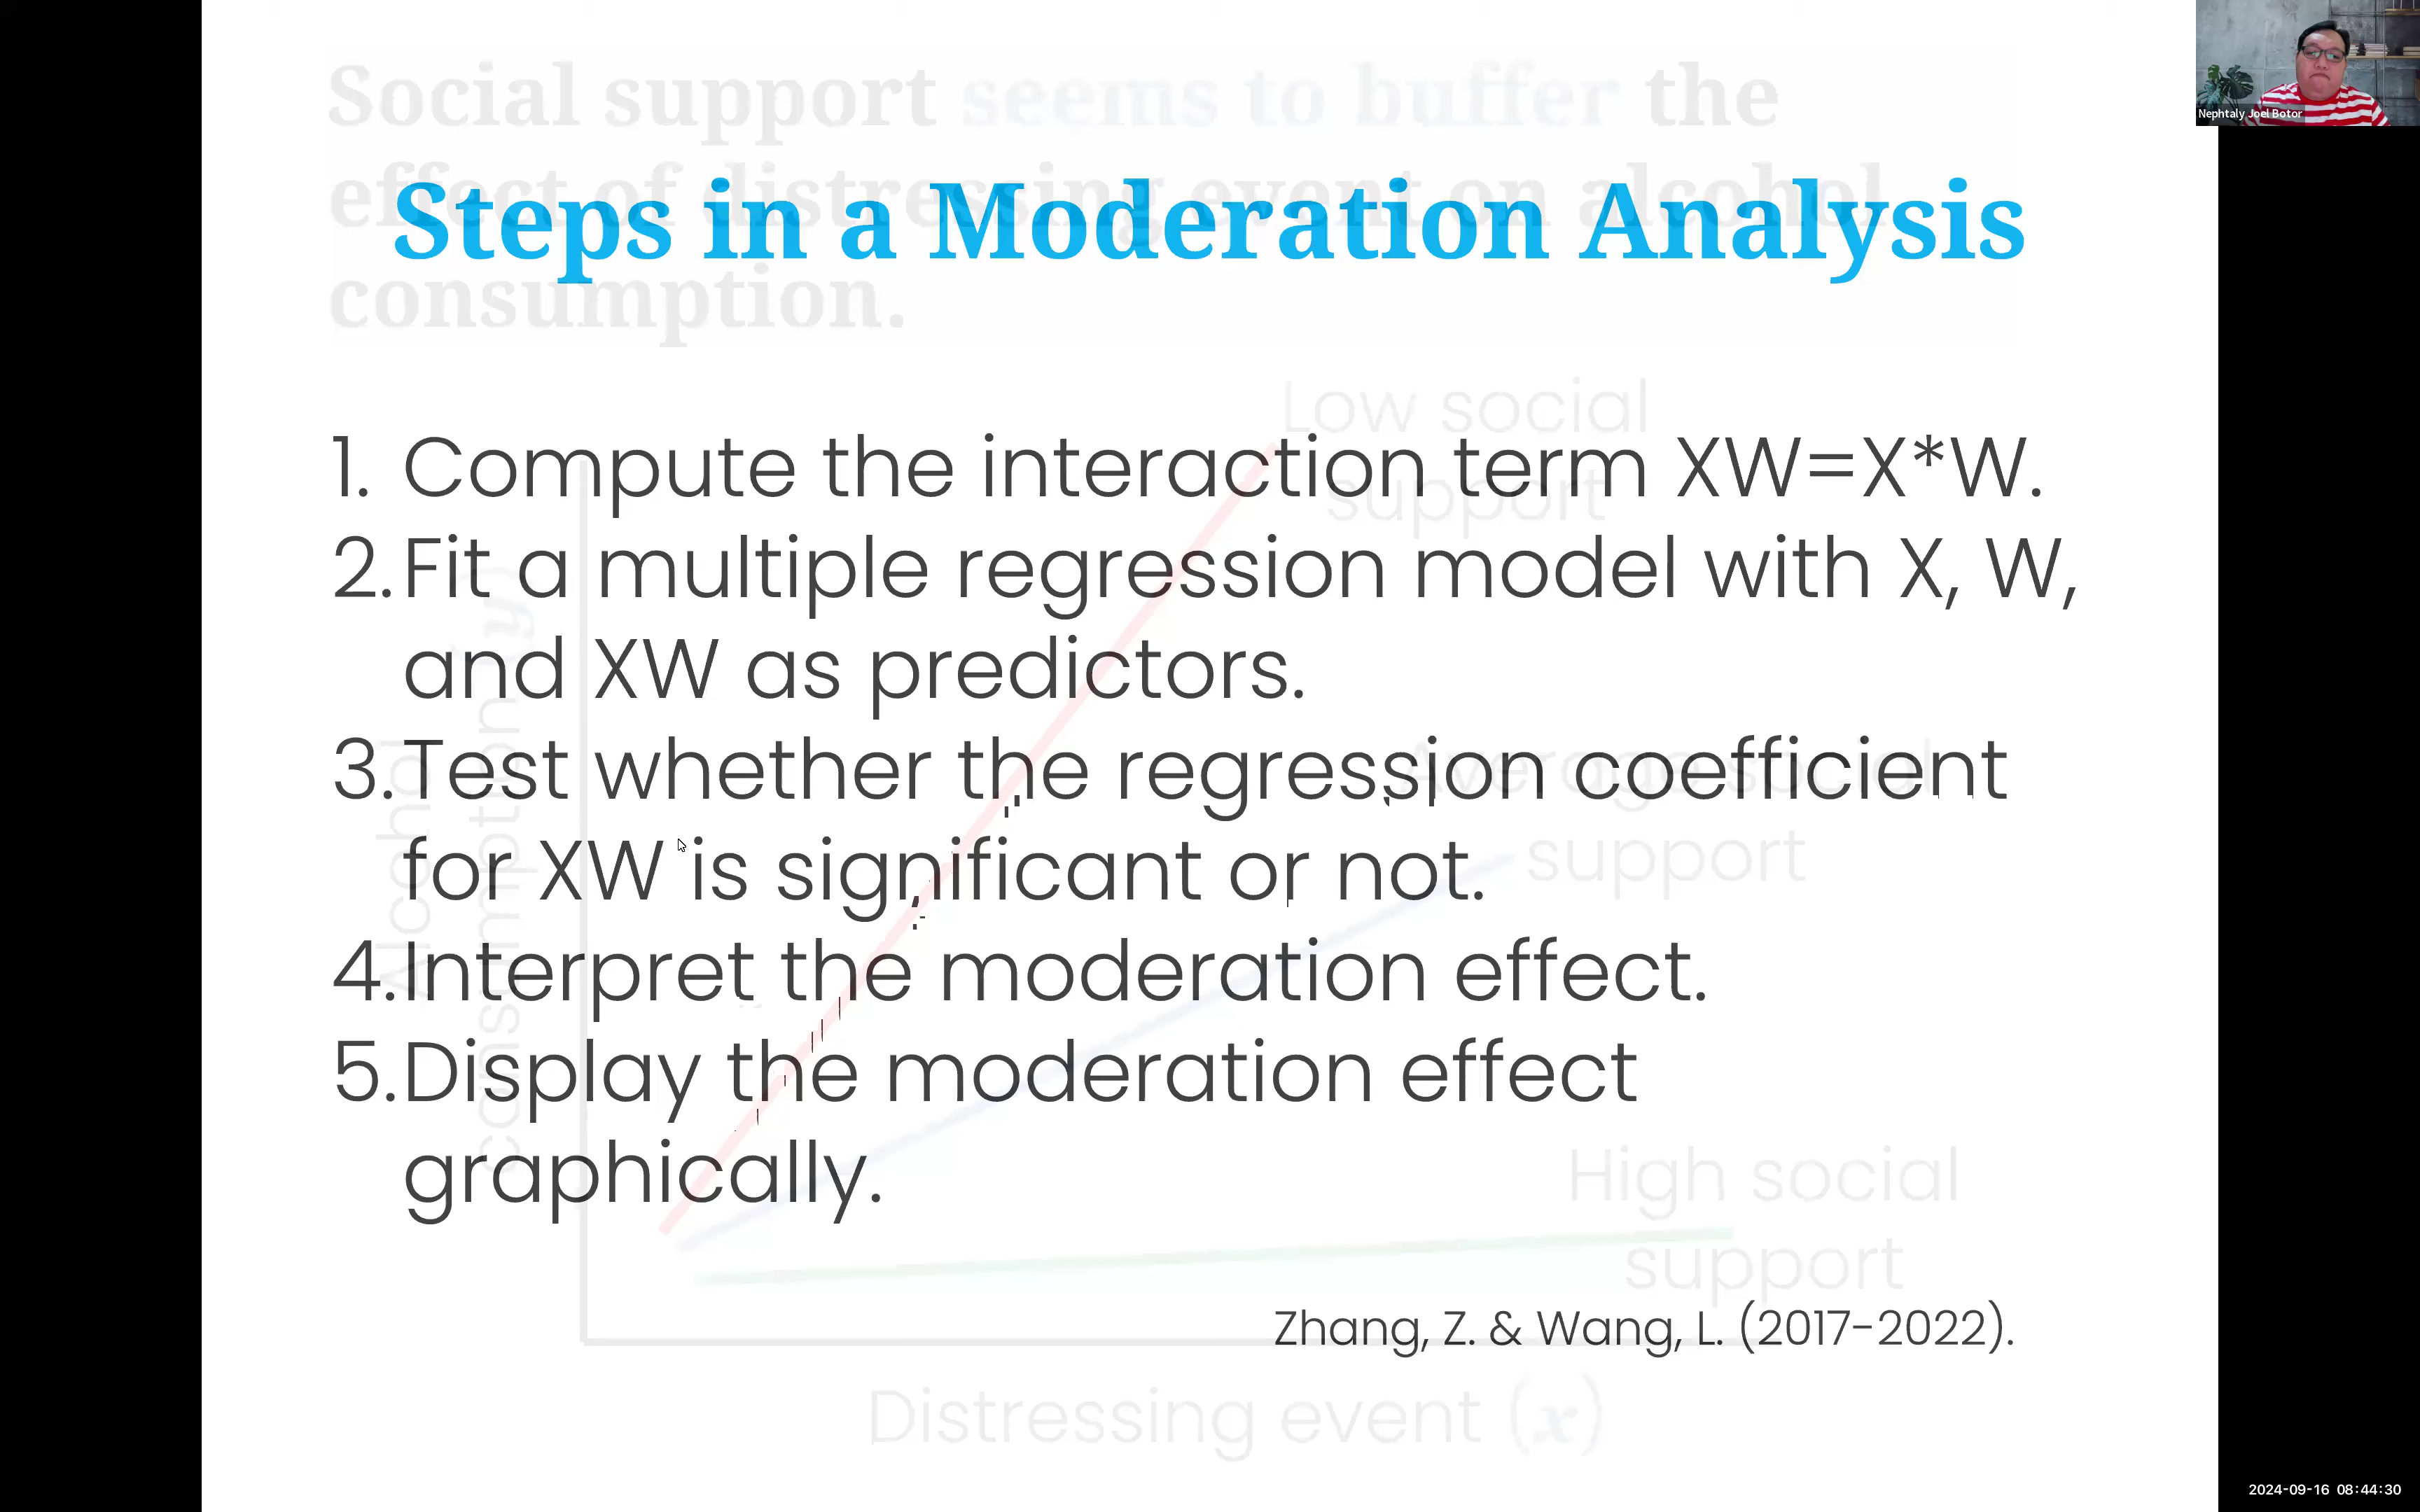 Social support seems to buffer the
effect of distressing event on alcohol
consumption.
Steps in a Moderation Analysis
1. Compute the interaction term XW=X*W.
2. Fit a multiple regression model with X, W,
and XW as predictors.
3. Test whether the regression coefficient
for XW is significant or not.
4. Interpret the moderation effect.
5. Display the moderation effect
graphically.
Zhang, Z. & Wang, L. (2017-2022).
Low social
support
Average social
support
High social
support
Alcohol
consumption (y)
Distressing event (x)
Nephtaly Joel Botor
2024-09-16 08:44:30